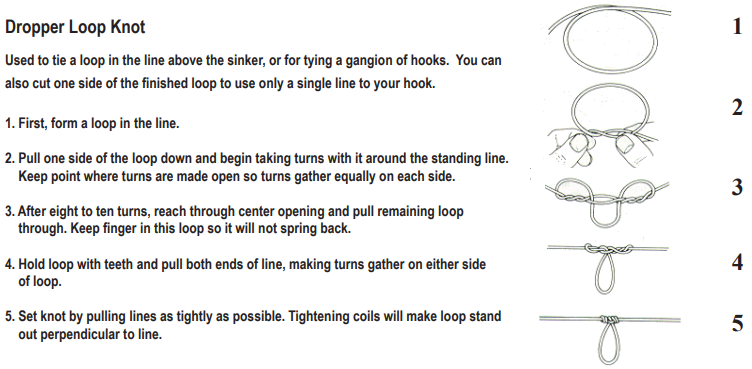 Dropper Loop Knot
Used to tie a loop in the line above the sinker, or for tying a gangion of hooks. You can
also cut one side of the finished loop to use only a single line to your hook.
1. First, form a loop in the line.
2. Pull one side of the loop down and begin taking turns with it around the standing line.
Keep point where turns are made open so turns gather equally on each side.
3. After eight to ten turns, reach through center opening and pull remaining loop
through. Keep finger in this loop so it will not spring back.
4. Hold loop with teeth and pull both ends of line, making turns gather on either side
of loop.
5. Set knot by pulling lines as tightly as possible. Tightening coils will make loop stand
out perpendicular to line.
1
2
3
4
5